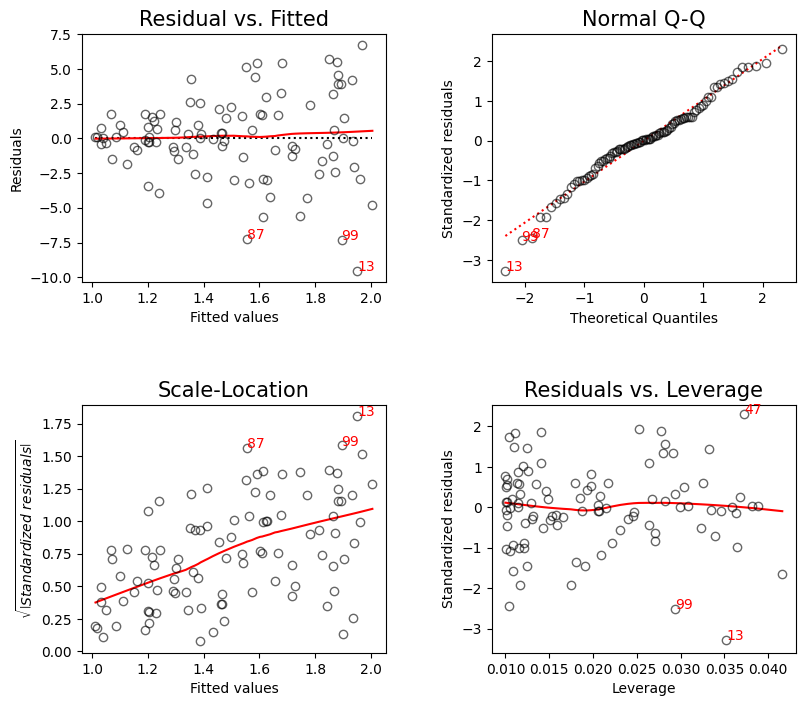 Residual vs. Fitted
7.5
5.0
2.5
0.0
−2.5
−5.0
−7.5
−10.0
Residuals
87
99
13
1.0 1.2 1.4 1.6 1.8 2.0
Fitted values
Normal Q-Q
2
1
0
−1
−2
−3
Standardized residuals
99
87
13
−2 −1 0 1 2
Theoretical Quantiles
Scale-Location
1.75
1.50
1.25
1.00
0.75
0.50
0.25
0.00
√|Standardized residuals|
13
87
99
1.0 1.2 1.4 1.6 1.8 2.0
Fitted values
Residuals vs. Leverage
2
1
0
−1
−2
−3
Standardized residuals
47
99
13
0.010 0.015 0.020 0.025 0.030 0.035 0.040
Leverage